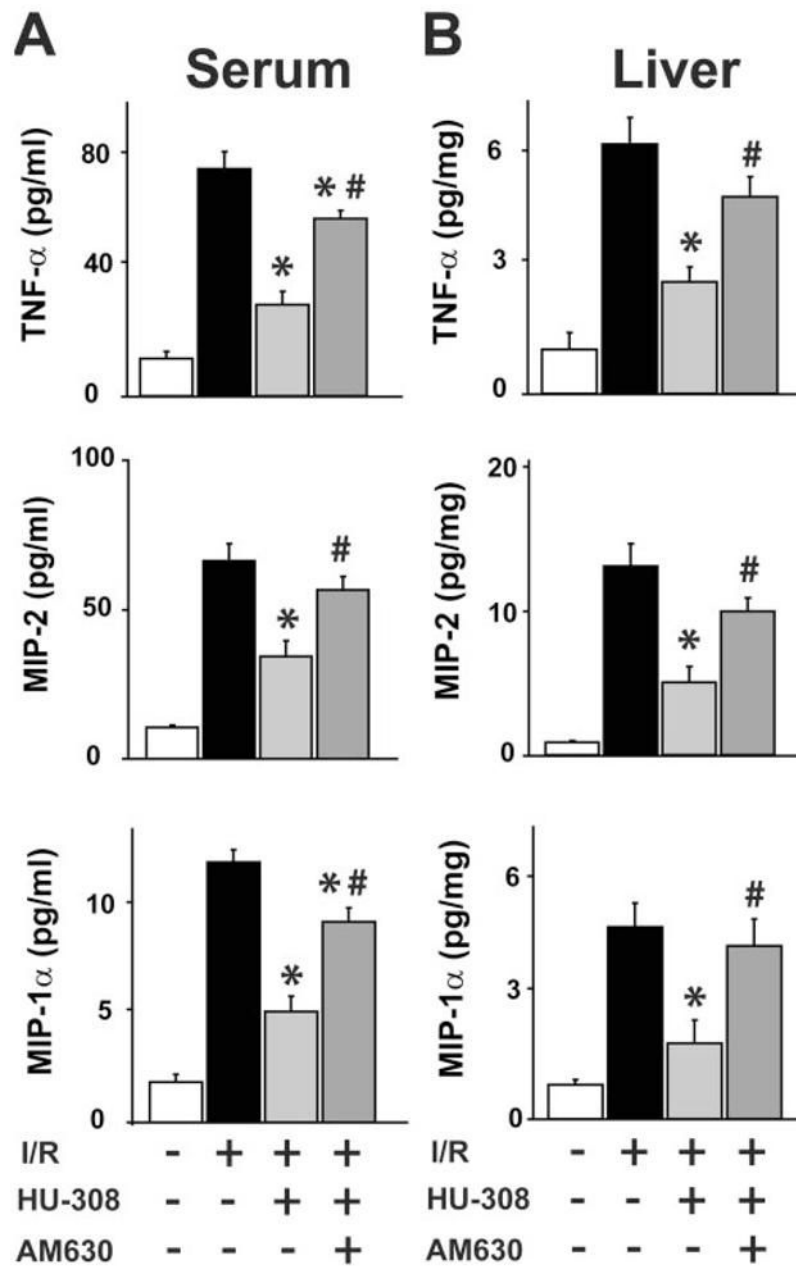 A
Serum
TNF-α (pg/ml)
80
40
0
* *#
MIP-2 (pg/ml)
100
50
0
* #
MIP-1α (pg/ml)
10
5
0
* *#
I/R - + + +
HU-308 - - + +
AM630 - - - +
B
Liver
TNF-α (pg/mg)
6
3
0
* #
MIP-2 (pg/mg)
20
10
0
* #
MIP-1α (pg/mg)
6
3
0
* #
I/R - + + +
HU-308 - - + +
AM630 - - - +